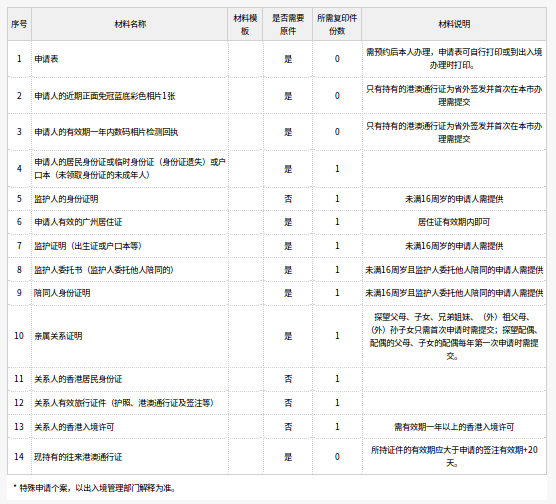 序号 材料名称 材料模板 是否需要原件 所需复印件份数 材料说明
1 申请表 是 0 需预约后本人办理，申请表可自行打印或到出入境办理时打印。
2 申请人的近期正面免冠蓝底彩色相片1张 是 0 只有持有的港澳通行证为省外签发并首次在本市办理需提交
3 申请人的有效期一年内数码相片检测回执 是 0 只有持有的港澳通行证为省外签发并首次在本市办理需提交
4 申请人的居民身份证或临时身份证（身份证遗失）或户口本（未领取身份证的未成年人） 是 1
5 监护人的身份证明 否 1 未满16周岁的申请人需提供
6 申请人有效的广州居住证 是 1 居住证有效期内即可
7 监护证明（出生证或户口本等） 是 1 未满16周岁的申请人需提供
8 监护人委托书（监护人委托他人陪同的） 是 1 未满16周岁且监护人委托他人陪同的申请人需提供
9 陪同人身份证明 是 1 未满16周岁且监护人委托他人陪同的申请人需提供
10 亲属关系证明 是 1 探望父母、子女、兄弟姐妹、（外）祖父母、（外）孙子女只需首次申请时需提交；探望配偶、配偶的父母、子女的配偶每年第一次申请时需提交。
11 关系人的香港居民身份证 否 1
12 关系人有效旅行证件（护照、港澳通行证及签注等） 否 1
13 关系人的香港入境许可 否 1 需有效期一年以上的香港入境许可
14 现持有的往来港澳通行证 是 0 所持证件的有效期应大于申请的签注有效期+20天。
* 特殊申请个案，以出入境管理部门解释为准。